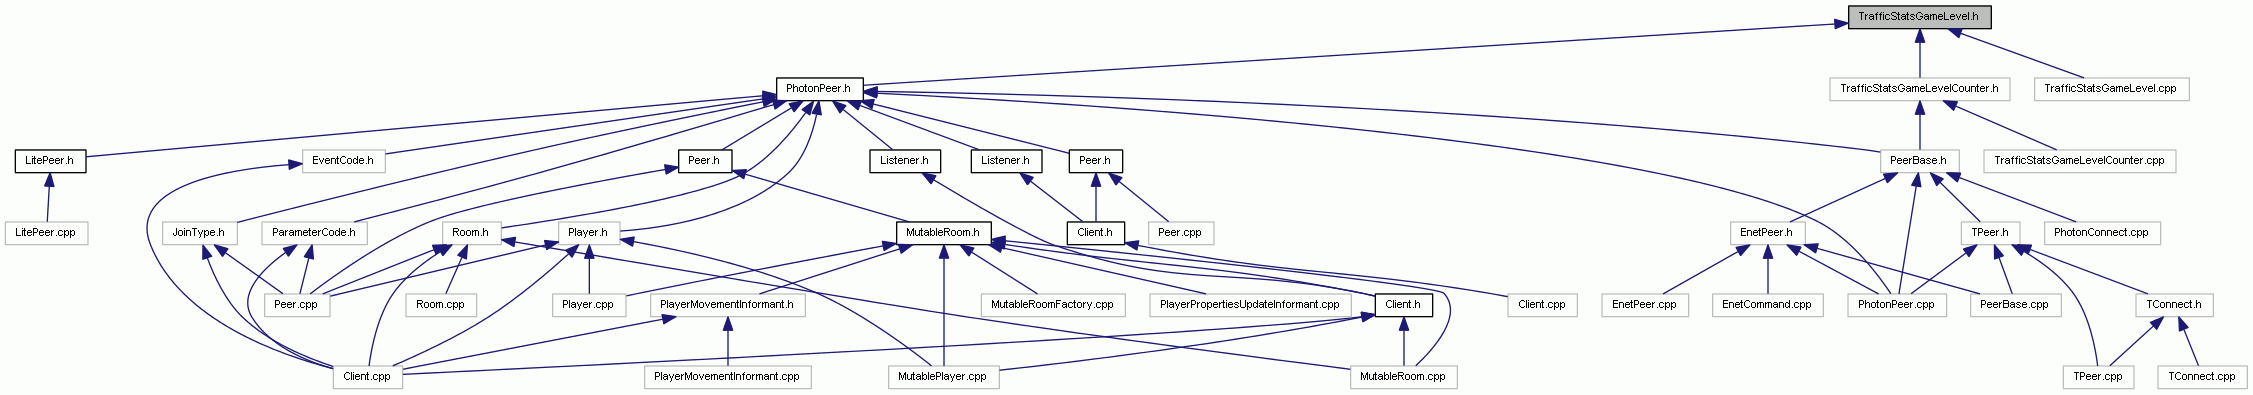 TrafficStatsGameLevel.h
PhotonPeer.h
TrafficStatsGameLevelCounter.h
TrafficStatsGameLevel.cpp
LitePeer.h
EventCode.h
Peer.h
Listener.h
Listener.h
Peer.h
PeerBase.h
TrafficStatsGameLevelCounter.cpp
LitePeer.cpp
JoinType.h
ParameterCode.h
Room.h
Player.h
MutableRoom.h
Client.h
Peer.cpp
EnetPeer.h
TPeer.h
PhotonConnect.cpp
Peer.cpp
Room.cpp
Player.cpp
PlayerMovementInformant.h
MutableRoomFactory.cpp
PlayerPropertiesUpdateInformant.cpp
Client.h
Client.cpp
EnetPeer.cpp
EnetCommand.cpp
PhotonPeer.cpp
PeerBase.cpp
TConnect.h
Client.cpp
PlayerMovementInformant.cpp
MutablePlayer.cpp
MutableRoom.cpp
TPeer.cpp
TConnect.cpp